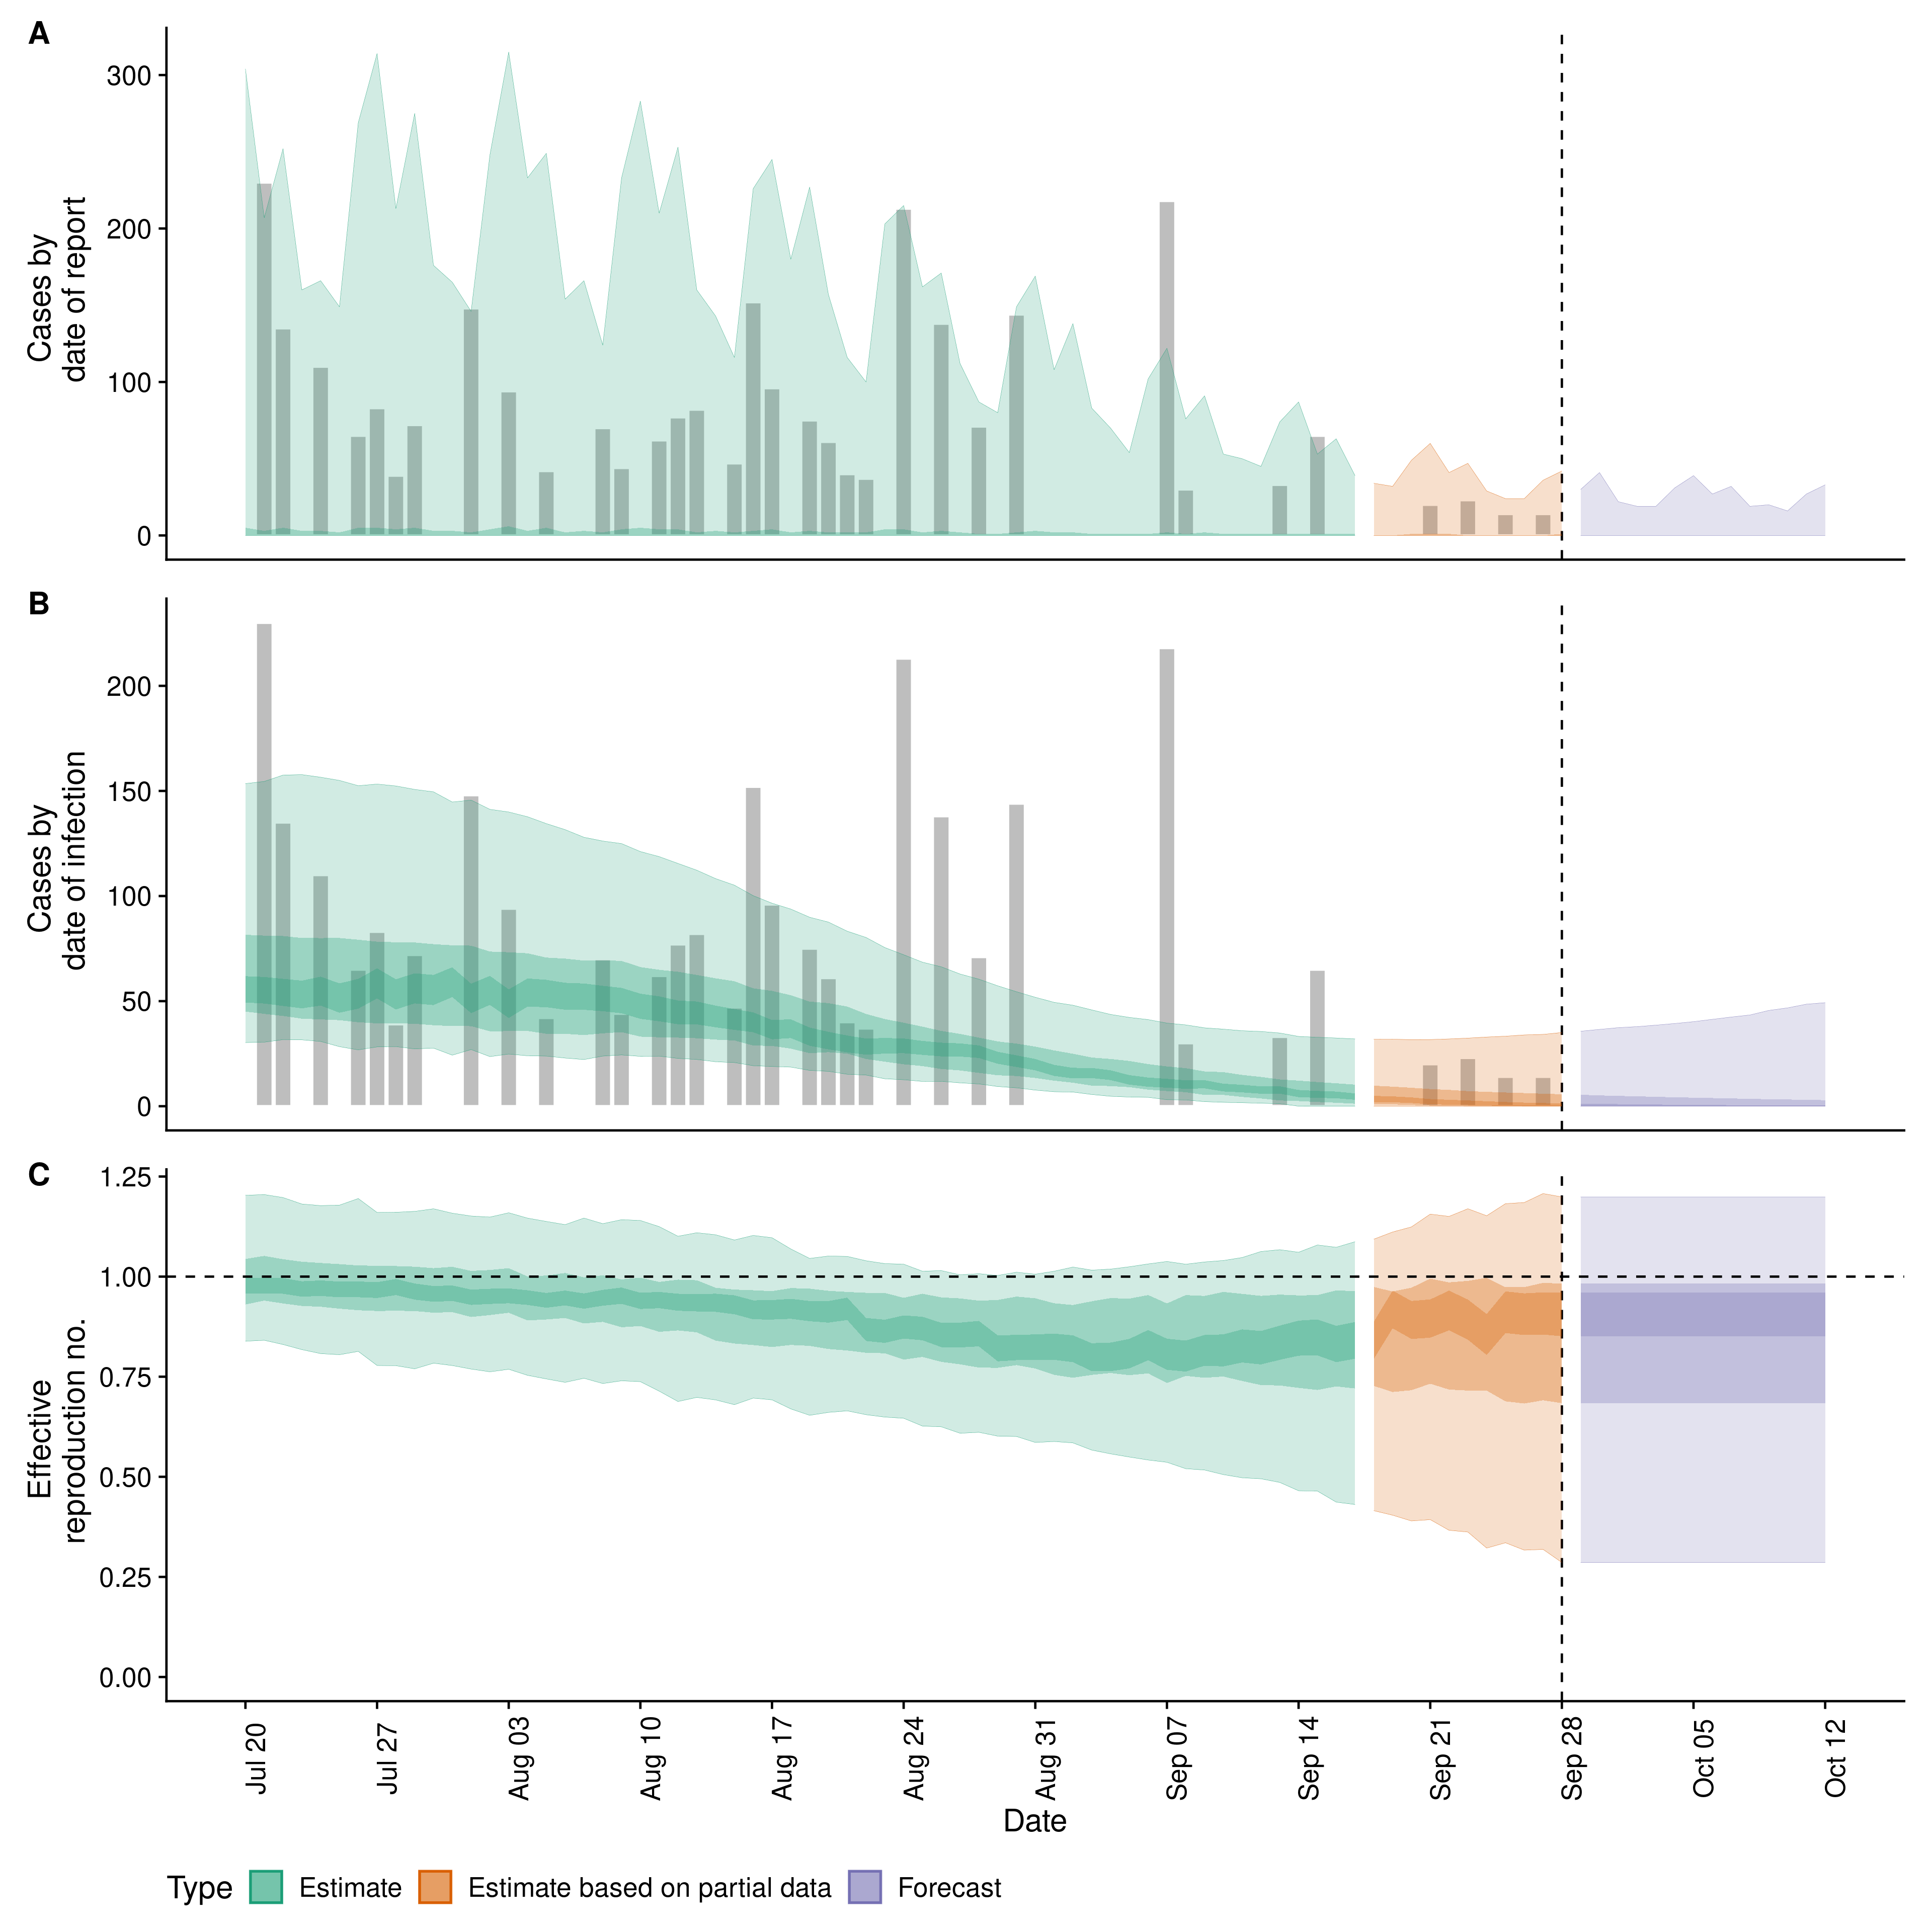 A
300
200
100
0
Cases by
date of report
B
200
150
100
50
0
Cases by
date of infection
C
1.25
1.00
0.75
0.50
0.25
0.00
Effective
reproduction no.
Jul 20
Jul 27
Aug 03
Aug 10
Aug 17
Aug 24
Aug 31
Sep 07
Sep 14
Sep 21
Sep 28
Oct 05
Oct 12
Date
Type Estimate Estimate based on partial data Forecast